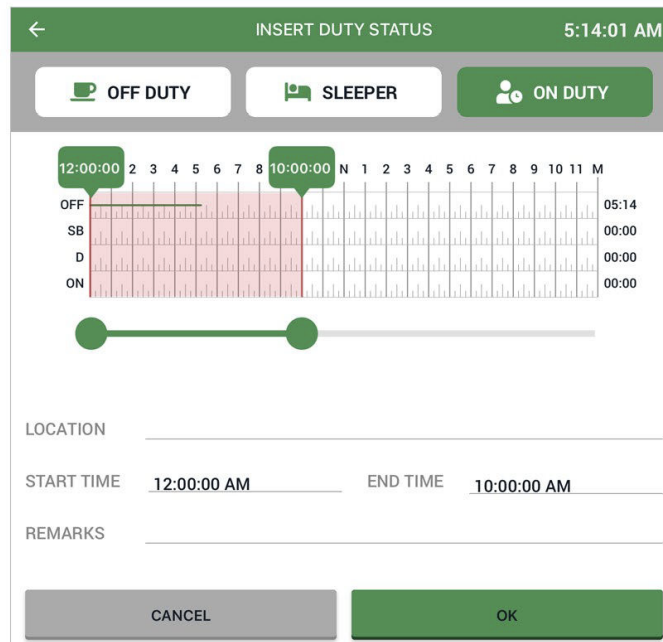 INSERT DUTY STATUS 5:14:01 AM
OFF DUTY SLEEPER ON DUTY
12:00:00 2 3 4 5 6 7 8 10:00:00 N 1 2 3 4 5 6 7 8 9 10 11 M
OFF 05:14
SB 00:00
D 00:00
ON 00:00
LOCATION
START TIME 12:00:00 AM END TIME 10:00:00 AM
REMARKS
CANCEL OK